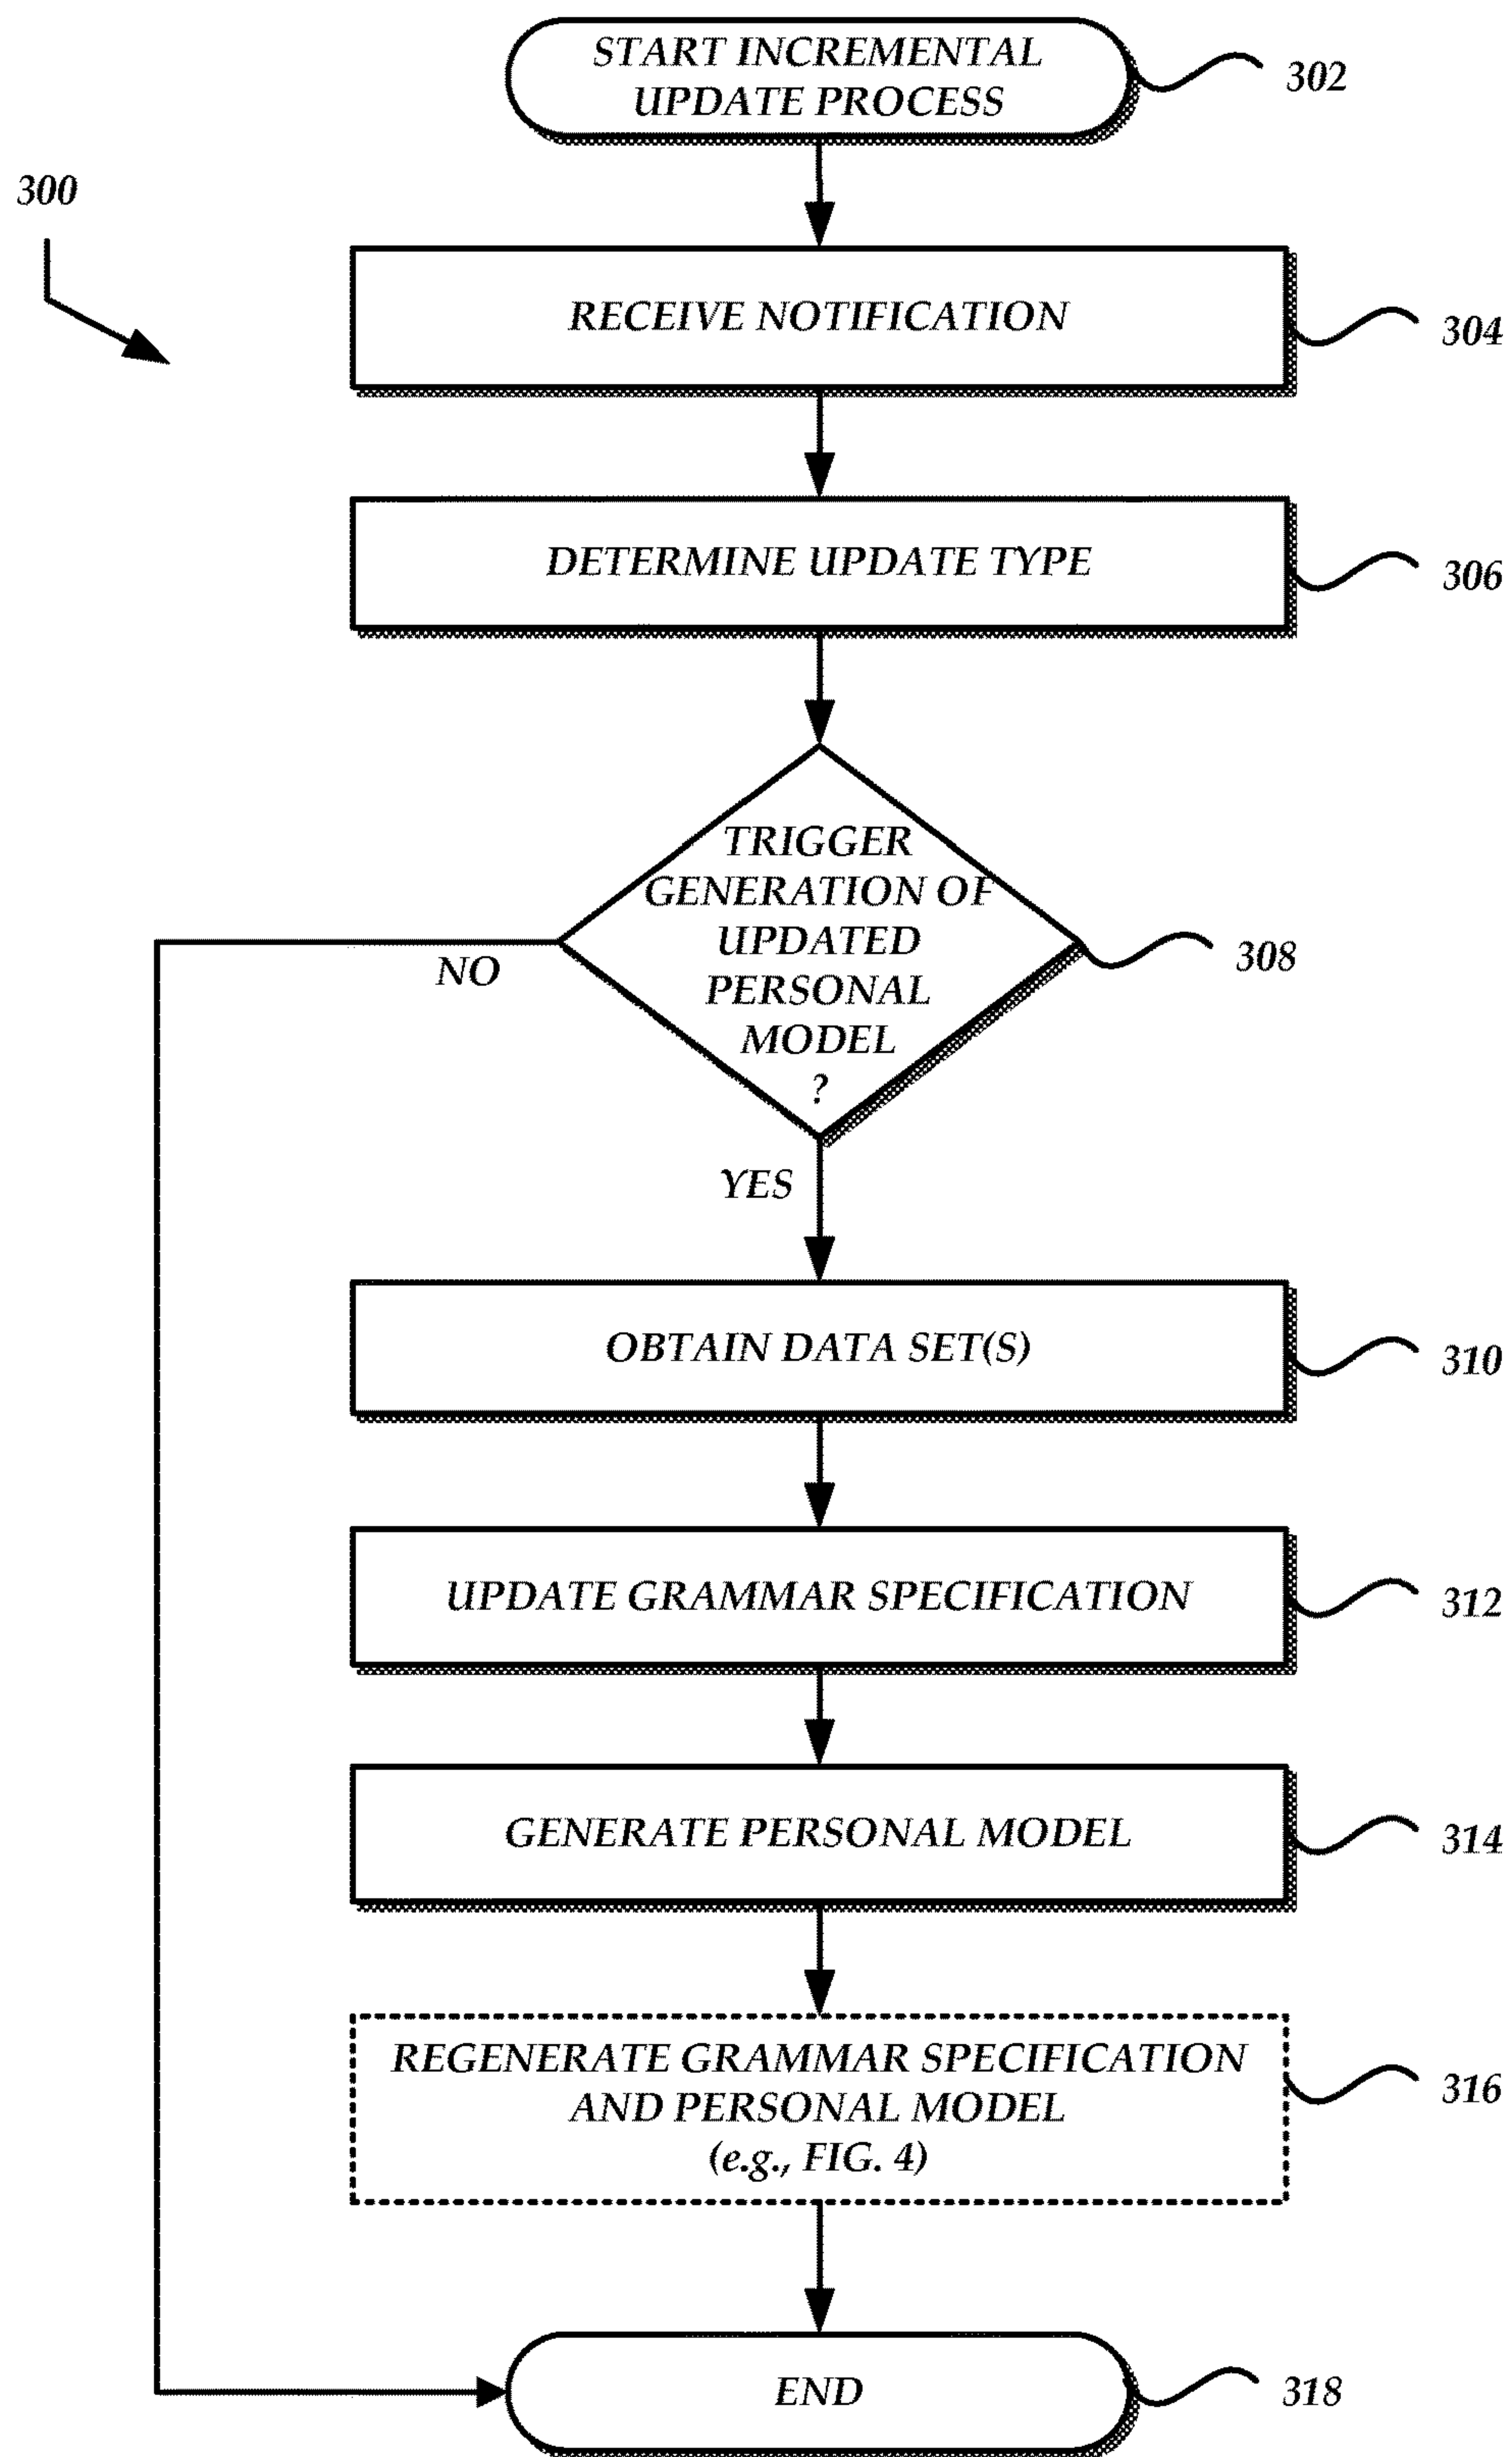 START INCREMENTAL
UPDATE PROCESS
302
300
RECEIVE NOTIFICATION
304
DETERMINE UPDATE TYPE
306
TRIGGER
GENERATION OF
UPDATED
PERSONAL
MODEL
?
308
NO
YES
OBTAIN DATA SET(S)
310
UPDATE GRAMMAR SPECIFICATION
312
GENERATE PERSONAL MODEL
314
REGENERATE GRAMMAR SPECIFICATION
AND PERSONAL MODEL
(e.g., FIG. 4)
316
END
318